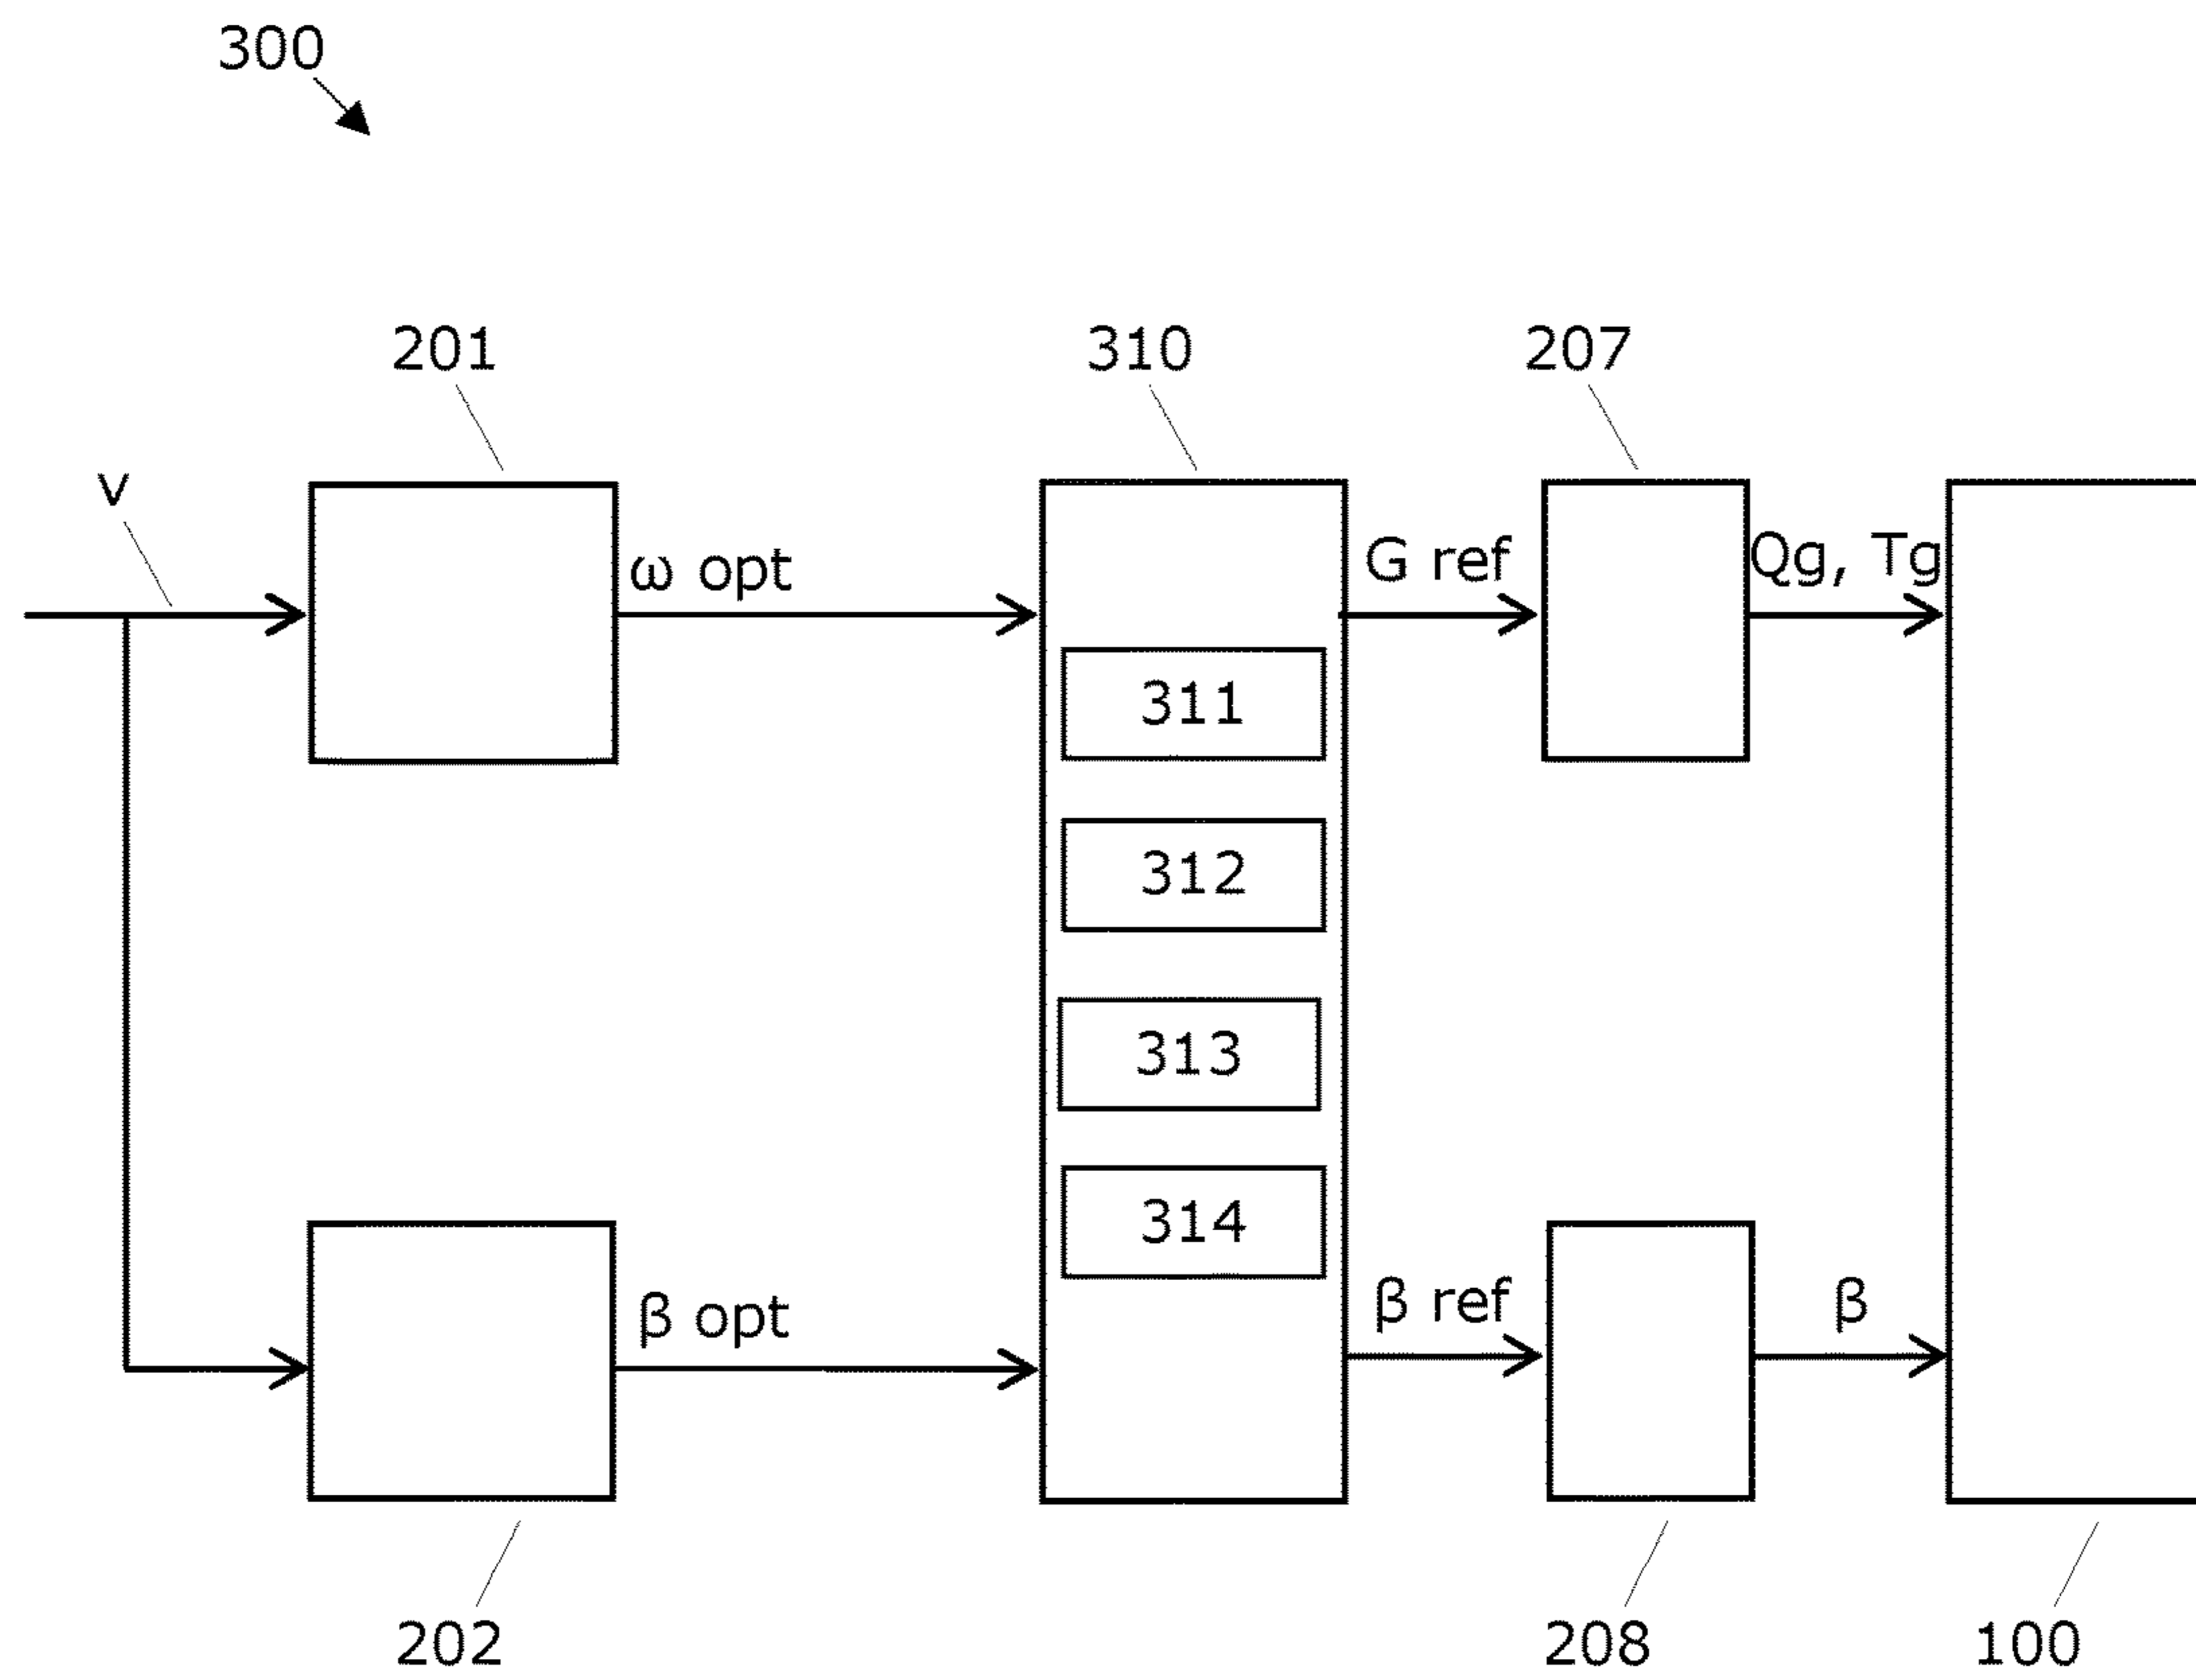 300
201
310
207
v
ω opt
G ref
Qg, Tg
311
312
313
314
β opt
β ref
β
202
208
100